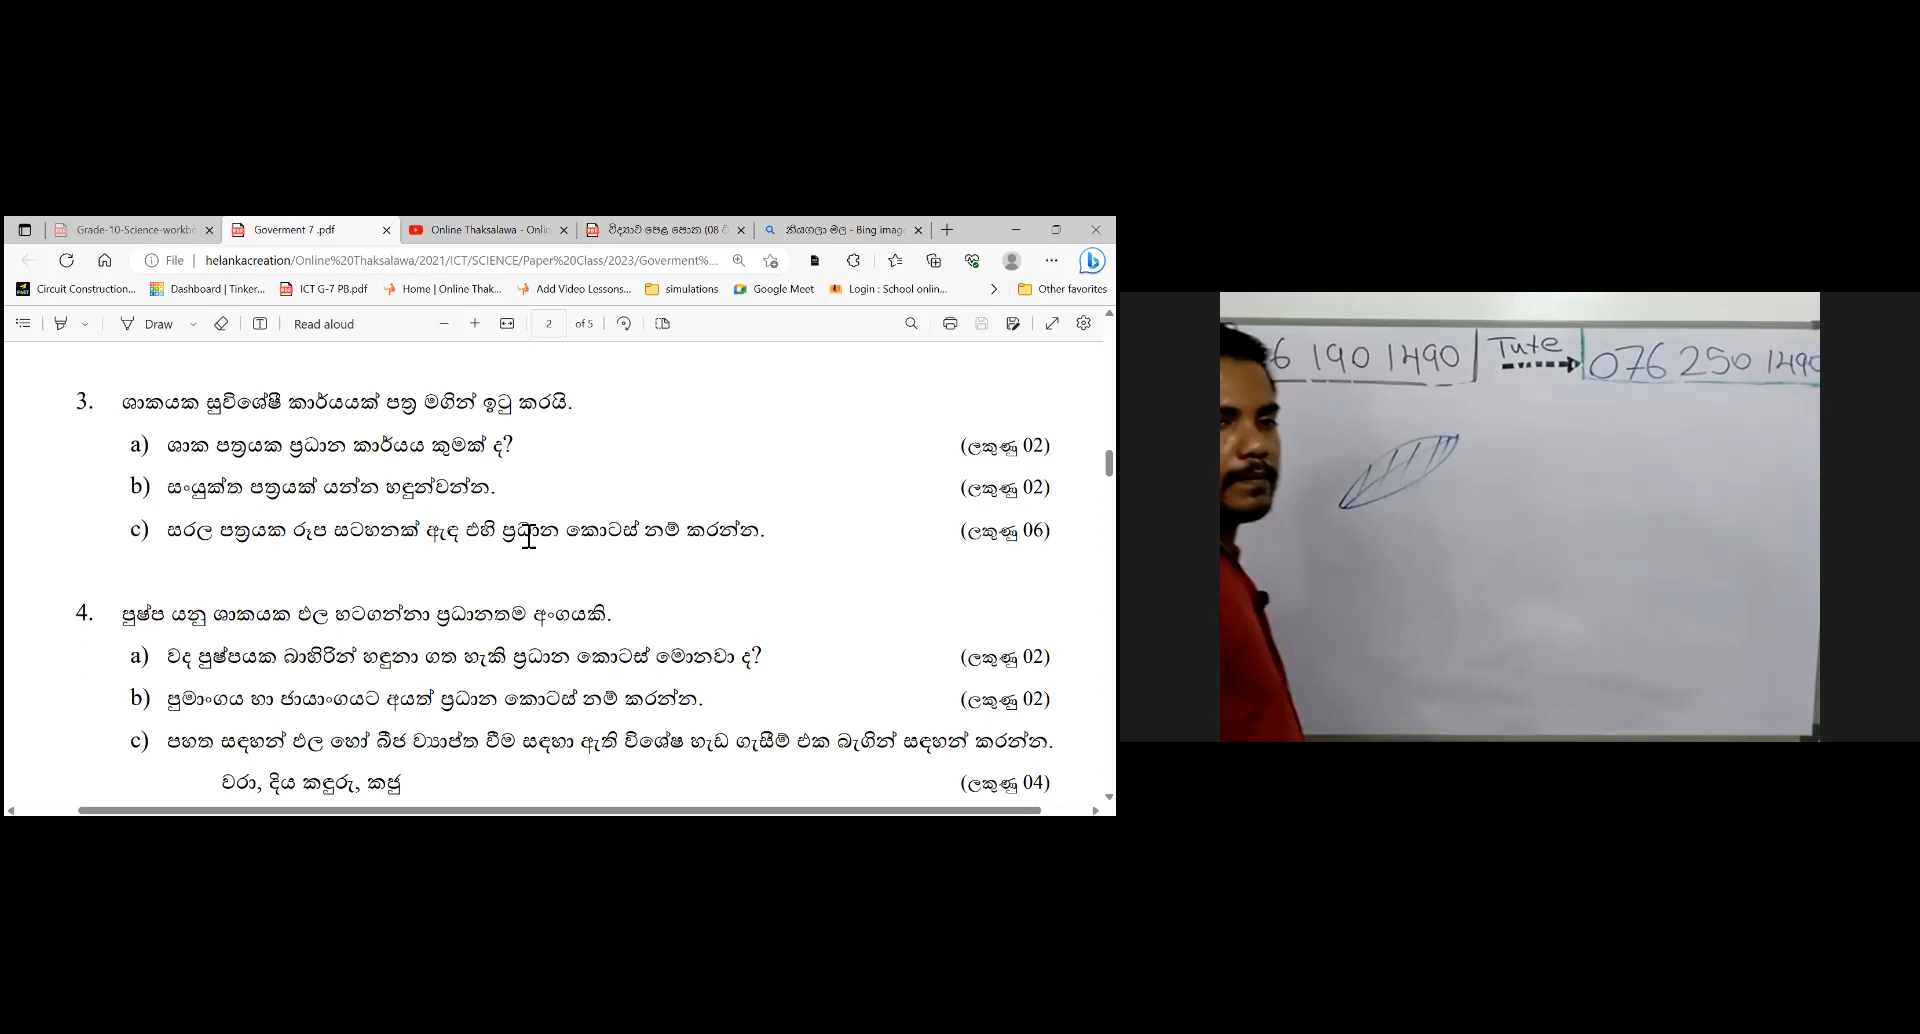 Grade-10-Science-workbo
Goverment 7 .pdf
Online Thaksalawa - Onli
විද්‍යාව පෙළ පොත (08 ව
නියගලා මල - Bing imag
File
helankacreation/Online%20Thaksalawa/2021/ICT/SCIENCE/Paper%20Class/2023/Goverment%...
Circuit Construction...
Dashboard | Tinker...
ICT G-7 PB.pdf
Home | Online Thak...
Add Video Lessons...
simulations
Google Meet
Login : School onlin...
Other favorites
Draw
Read aloud
2 of 5
3. ශාකයක සුවිශේෂී කාර්යයක් පත්‍ර මගින් ඉටු කරයි.
a) ශාක පත්‍රයක ප්‍රධාන කාර්යය කුමක් ද? (ලකුණු 02)
b) සංයුක්ත පත්‍රයක් යන්න හඳුන්වන්න. (ලකුණු 02)
c) සරල පත්‍රයක රූප සටහනක් ඇඳ එහි ප්‍රධාන කොටස් නම් කරන්න. (ලකුණු 06)
4. පුෂ්ප යනු ශාකයක ඵල හටගන්නා ප්‍රධානතම අංගයකි.
a) වද පුෂ්පයක බාහිරින් හඳුනා ගත හැකි ප්‍රධාන කොටස් මොනවා ද? (ලකුණු 02)
b) පුමාංගය හා ජායාංගයට අයත් ප්‍රධාන කොටස් නම් කරන්න. (ලකුණු 02)
c) පහත සඳහන් ඵල හෝ බීජ ව්‍යාප්ත වීම සඳහා ඇති විශේෂ හැඩ ගැසීම් එක බැගින් සඳහන් කරන්න.
වරා, දිය කඳුරු, කජු (ලකුණු 04)
6 190 1490
Tute
076 250 1490